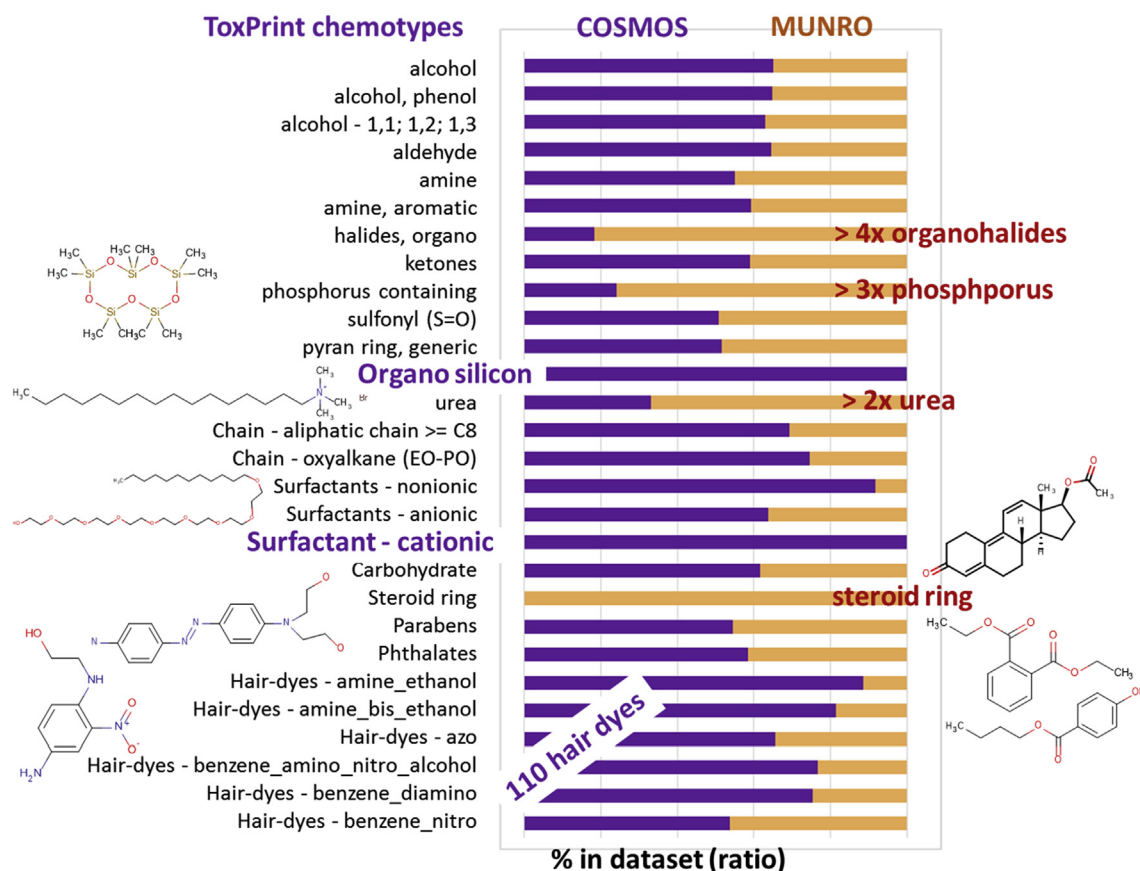 ToxPrint chemotypes COSMOS MUNRO
alcohol
alcohol, phenol
alcohol - 1,1; 1,2; 1,3
aldehyde
amine
amine, aromatic
halides, organo > 4x organohalides
ketones
phosphorus containing > 3x phosphporus
sulfonyl (S=O)
pyran ring, generic
Organo silicon
urea > 2x urea
Chain - aliphatic chain >= C8
Chain - oxyalkane (EO-PO)
Surfactants - nonionic
Surfactants - anionic
Surfactant - cationic
Carbohydrate
Steroid ring steroid ring
Parabens
Phthalates
Hair-dyes - amine_ethanol
Hair-dyes - amine_bis_ethanol
Hair-dyes - azo
Hair-dyes - benzene_amino_nitro_alcohol
Hair-dyes - benzene_diamino
Hair-dyes - benzene_nitro
110 hair dyes
% in dataset (ratio)